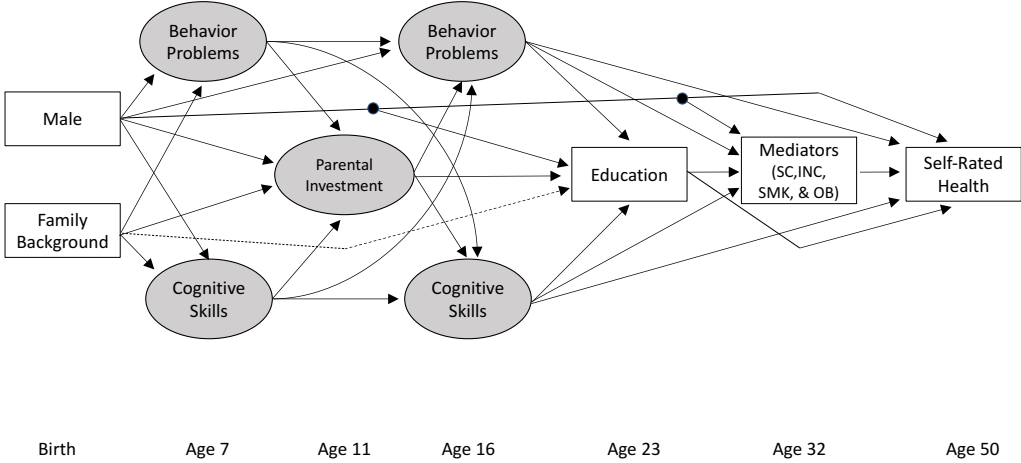 Behavior
Problems
Behavior
Problems
Male
Parental
Investment
Education
Mediators
(SC,INC,
SMK, & OB)
Self-Rated
Health
Family
Background
Cognitive
Skills
Cognitive
Skills
Birth
Age 7
Age 11
Age 16
Age 23
Age 32
Age 50